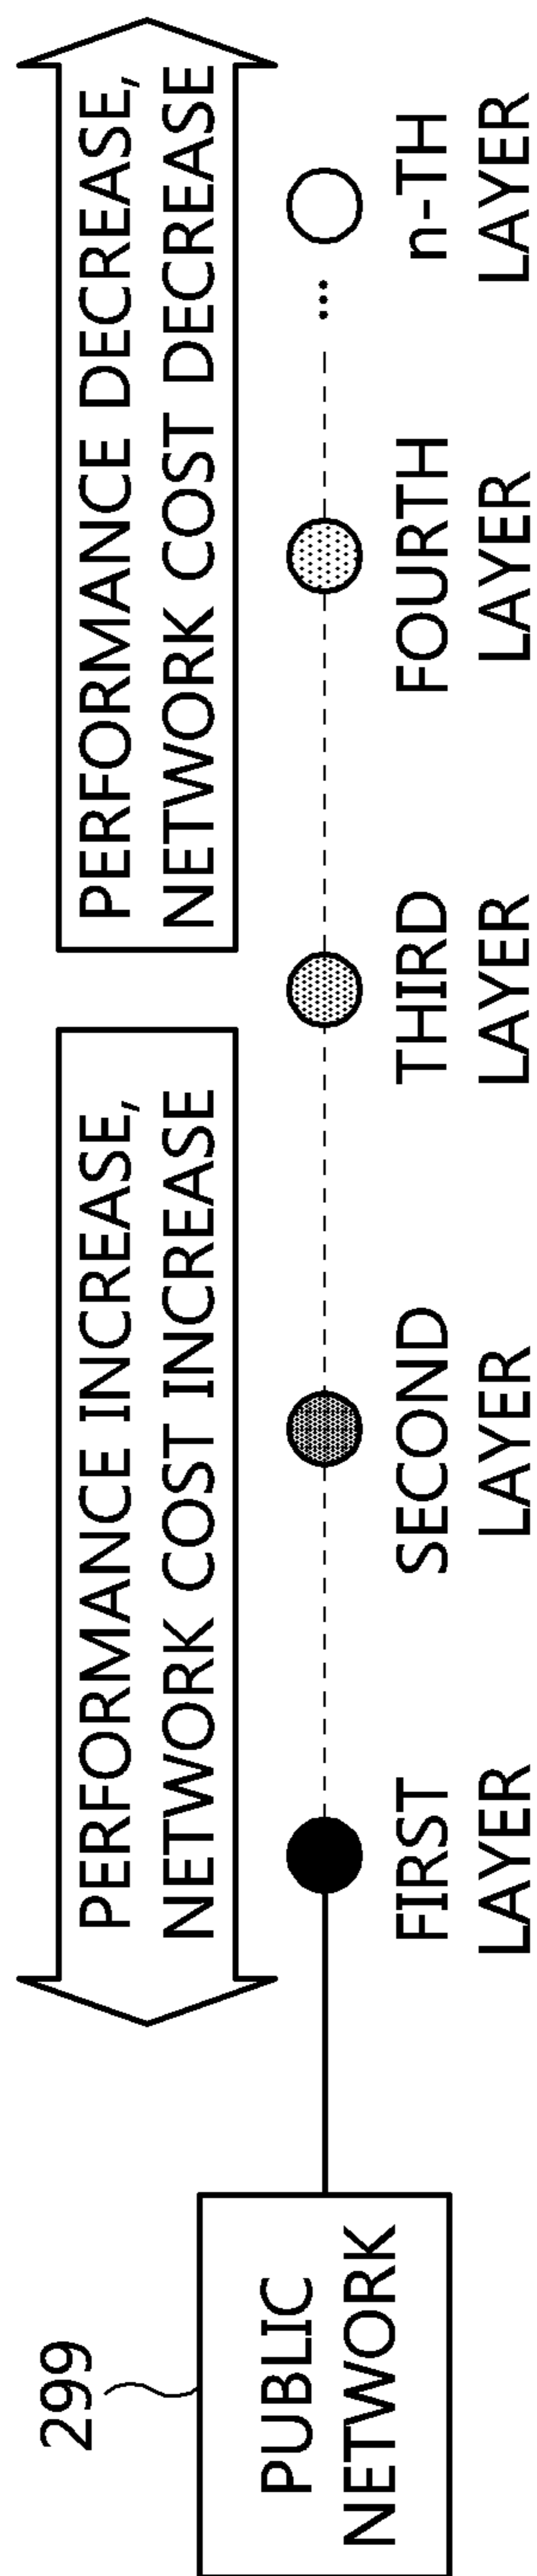 PERFORMANCE INCREASE,
NETWORK COST INCREASE
PERFORMANCE DECREASE,
NETWORK COST DECREASE
299
PUBLIC
NETWORK
...
FIRST
LAYER
SECOND
LAYER
THIRD
LAYER
FOURTH
LAYER
n-TH
LAYER